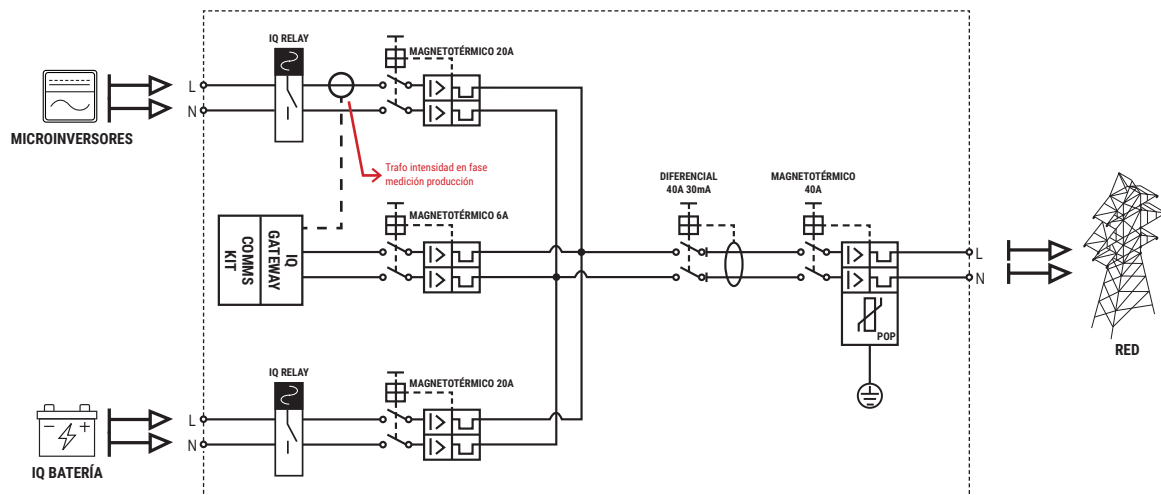 IQ RELAY
MAGNETOTÉRMICO 20A
L
N
MICROINVERSORES
Trafo intensidad en fase
medición producción
DIFERENCIAL
40A 30mA
MAGNETOTÉRMICO
40A
MAGNETOTÉRMICO 6A
IQ
GATEWAY
COMMS
KIT
L
N
POP
RED
IQ RELAY
MAGNETOTÉRMICO 20A
L
N
IQ BATERÍA